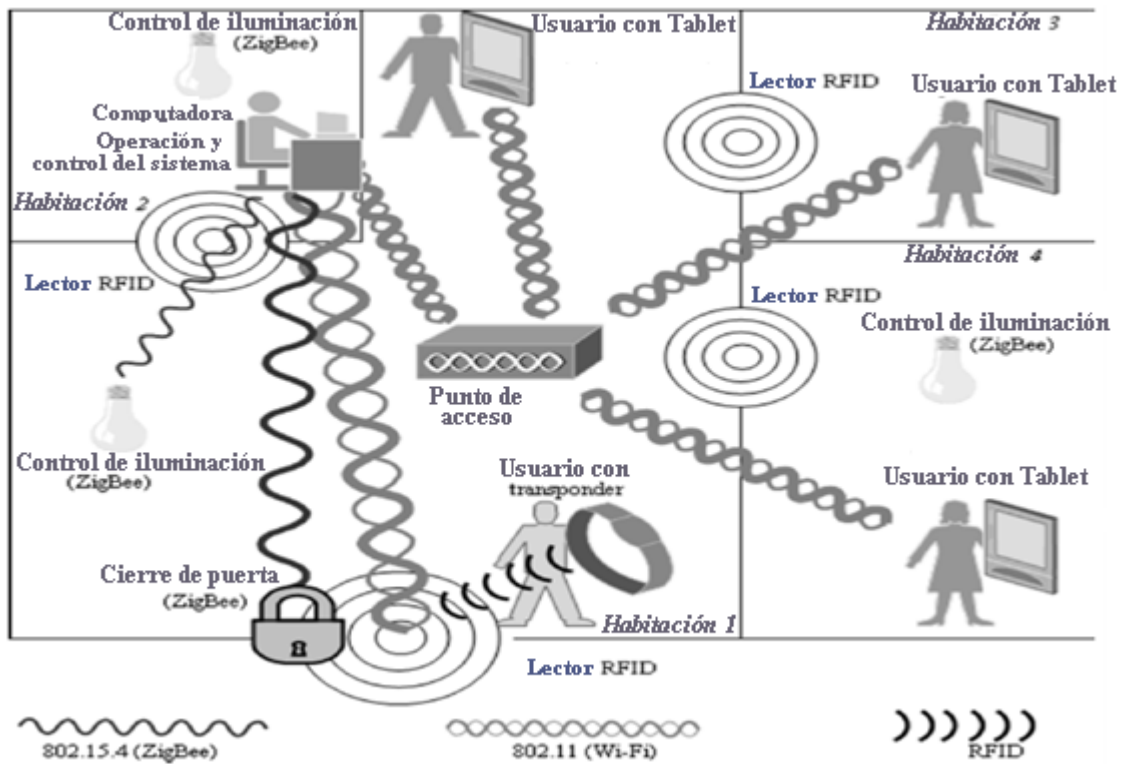 Control de iluminación
(ZigBee)
Usuario con Tablet
Habitación 3
Lector RFID
Usuario con Tablet
Computadora
Operación y
control del sistema
Habitación 2
Lector RFID
Habitación 4
Lector RFID
Control de iluminación
(ZigBee)
Punto de
acceso
Control de iluminación
(ZigBee)
Usuario con
transponder
Usuario con Tablet
Cierre de puerta
(ZigBee)
Habitación 1
Lector RFID
802.15.4 (ZigBee)
802.11 (Wi-Fi)
RFID